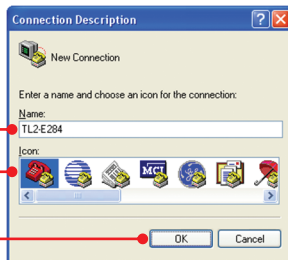 Connection Description
New Connection
Enter a name and choose an icon for the connection:
Name:
TL2-E284
Icon:
MCI
OK Cancel